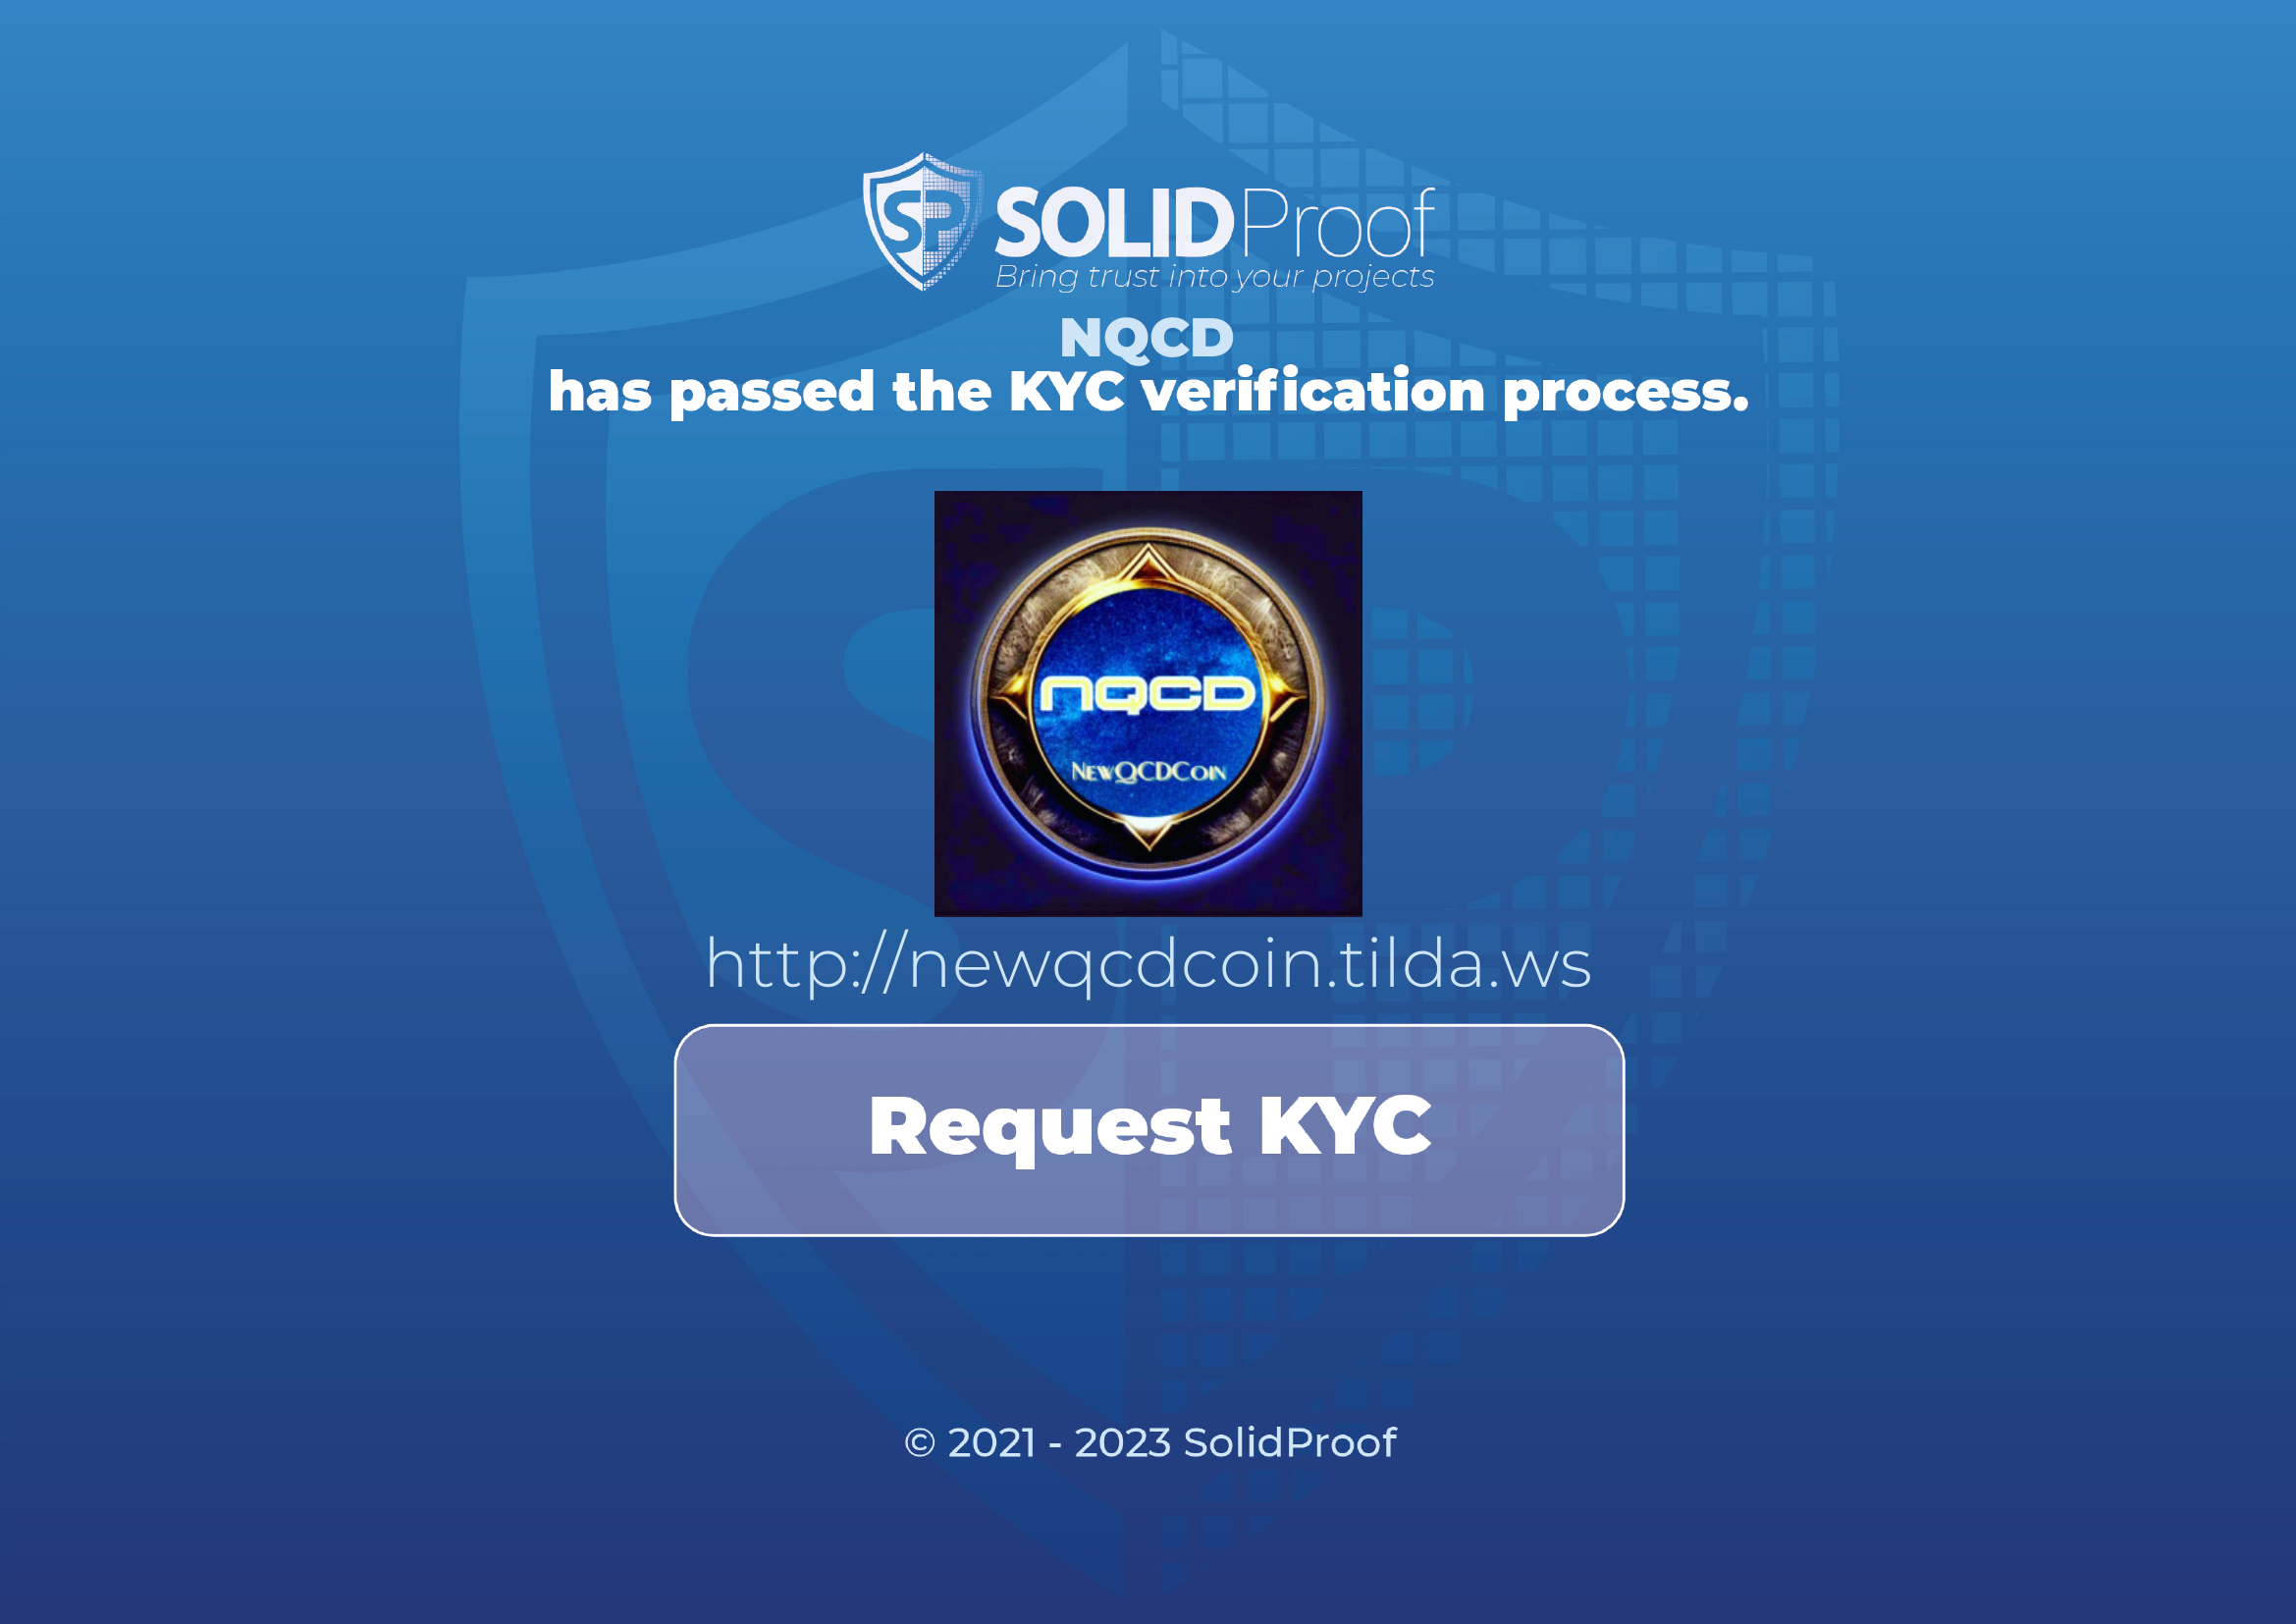 SP SOLIDProof
Bring trust into your projects
NQCD
has passed the KYC verification process.
NQCD
NewQCDCoin
http://newqcdcoin.tilda.ws
Request KYC
© 2021 - 2023 SolidProof